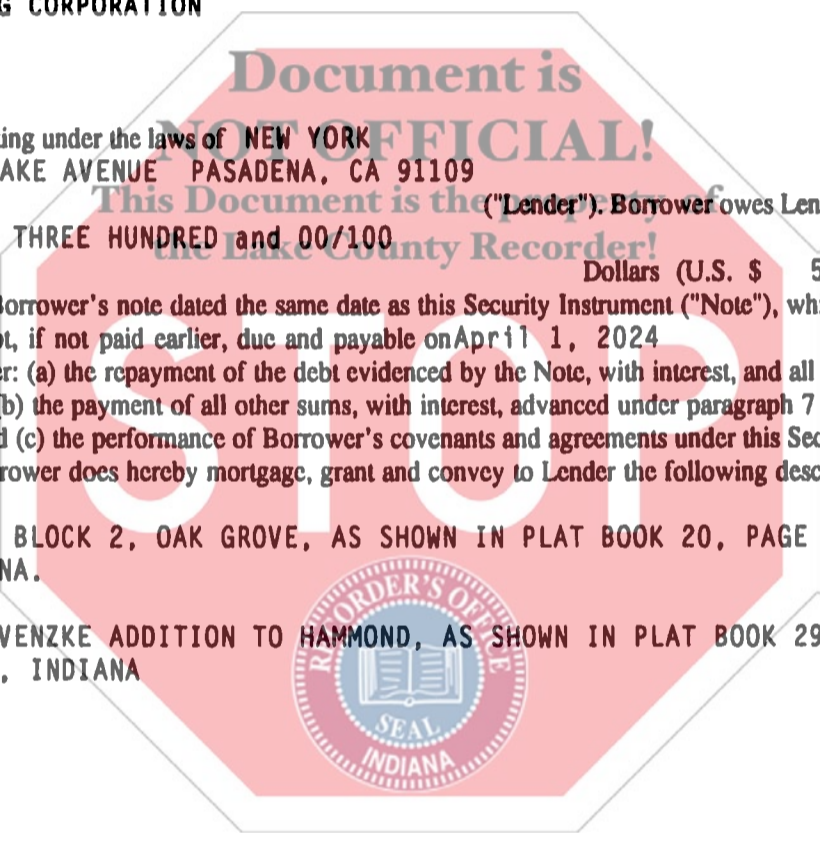 G CORPORATION
Document is
NOT OFFICIAL!
ing under the laws of NEW YORK
AKE AVENUE PASADENA, CA 91109
This Document is the property of
("Lender"). Borrower owes Len
THREE HUNDRED and 00/100
the Lake County Recorder!
Dollars (U.S. $ 5
Borrower's note dated the same date as this Security Instrument ("Note"), wh
t, if not paid earlier, due and payable on April 1, 2024
er: (a) the repayment of the debt evidenced by the Note, with interest, and all
b) the payment of all other sums, with interest, advanced under paragraph 7
d (c) the performance of Borrower's covenants and agreements under this Sec
rower does hereby mortgage, grant and convey to Lender the following desc
STOP
BLOCK 2, OAK GROVE, AS SHOWN IN PLAT BOOK 20, PAGE
NA.
VENZKE ADDITION TO HAMMOND, AS SHOWN IN PLAT BOOK 29
, INDIANA
RECORDER'S OFFICE
SEAL
INDIANA